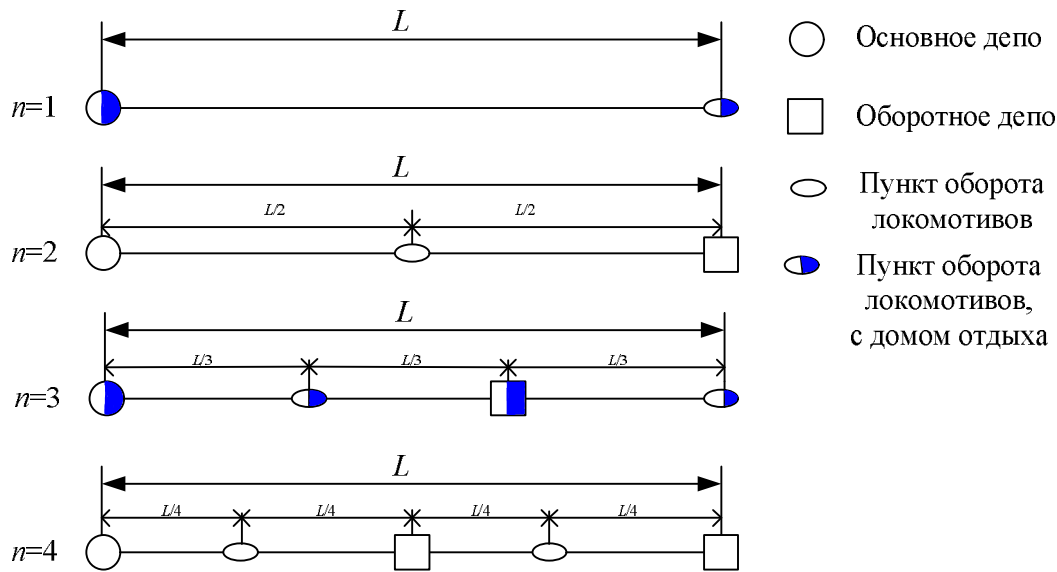 L
n=1
L
L/2 L/2
n=2
L
L/3 L/3 L/3
n=3
L
L/4 L/4 L/4 L/4
n=4
Основное депо
Оборотное депо
Пункт оборота
локомотивов
Пункт оборота
локомотивов,
с домом отдыха